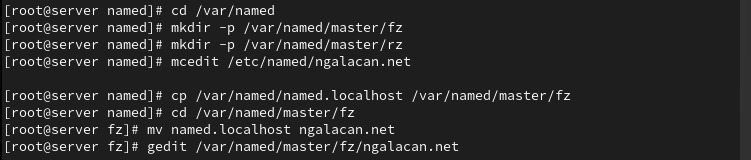 [root@server named]# cd /var/named
[root@server named]# mkdir -p /var/named/master/fz
[root@server named]# mkdir -p /var/named/master/rz
[root@server named]# mcedit /etc/named/ngalacan.net
[root@server named]# cp /var/named/named.localhost /var/named/master/fz
[root@server named]# cd /var/named/master/fz
[root@server fz]# mv named.localhost ngalacan.net
[root@server fz]# gedit /var/named/master/fz/ngalacan.net